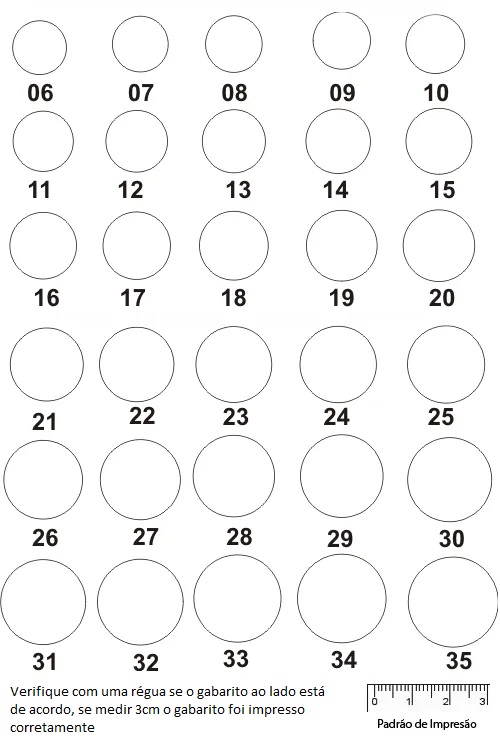 06 07 08 09 10
11 12 13 14 15
16 17 18 19 20
21 22 23 24 25
26 27 28 29 30
31 32 33 34 35
Verifique com uma régua se o gabarito ao lado está
de acordo, se medir 3cm o gabarito foi impresso
corretamente
0 1 2 3
Padráo de Impresão